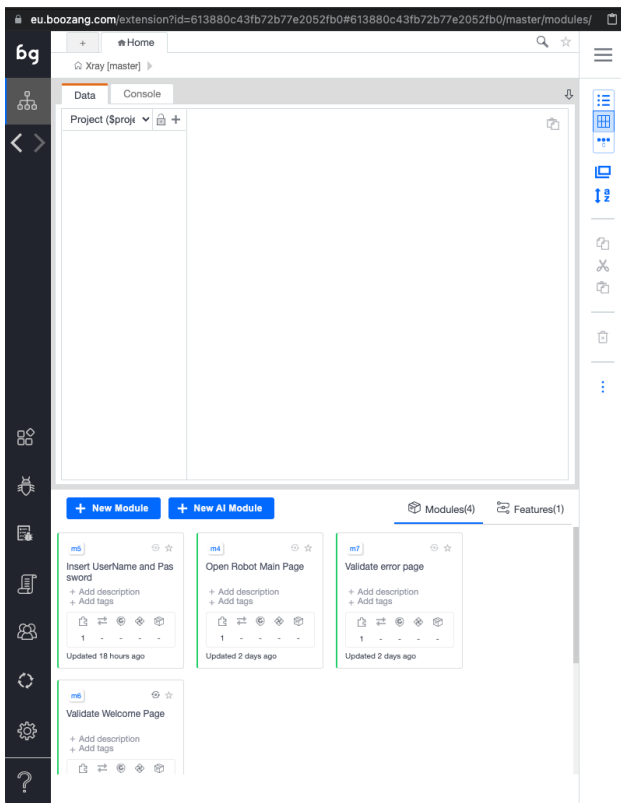 eu.boozang.com/extension?id=613880c43fb72b77e2052fb0#613880c43fb72b77e2052fb0/master/modules/
bg
+ Home
Xray [master]
Data Console
Project ($proje
+ New Module + New AI Module Modules(4) Features(1)
m5 m4 m7
Insert UserName and Pas Open Robot Main Page Validate error page
sword
+ Add description + Add description + Add description
+ Add tags + Add tags + Add tags
1 - - - - 1 - - - - 1 - - - -
Updated 18 hours ago Updated 2 days ago Updated 2 days ago
m6
Validate Welcome Page
+ Add description
+ Add tags